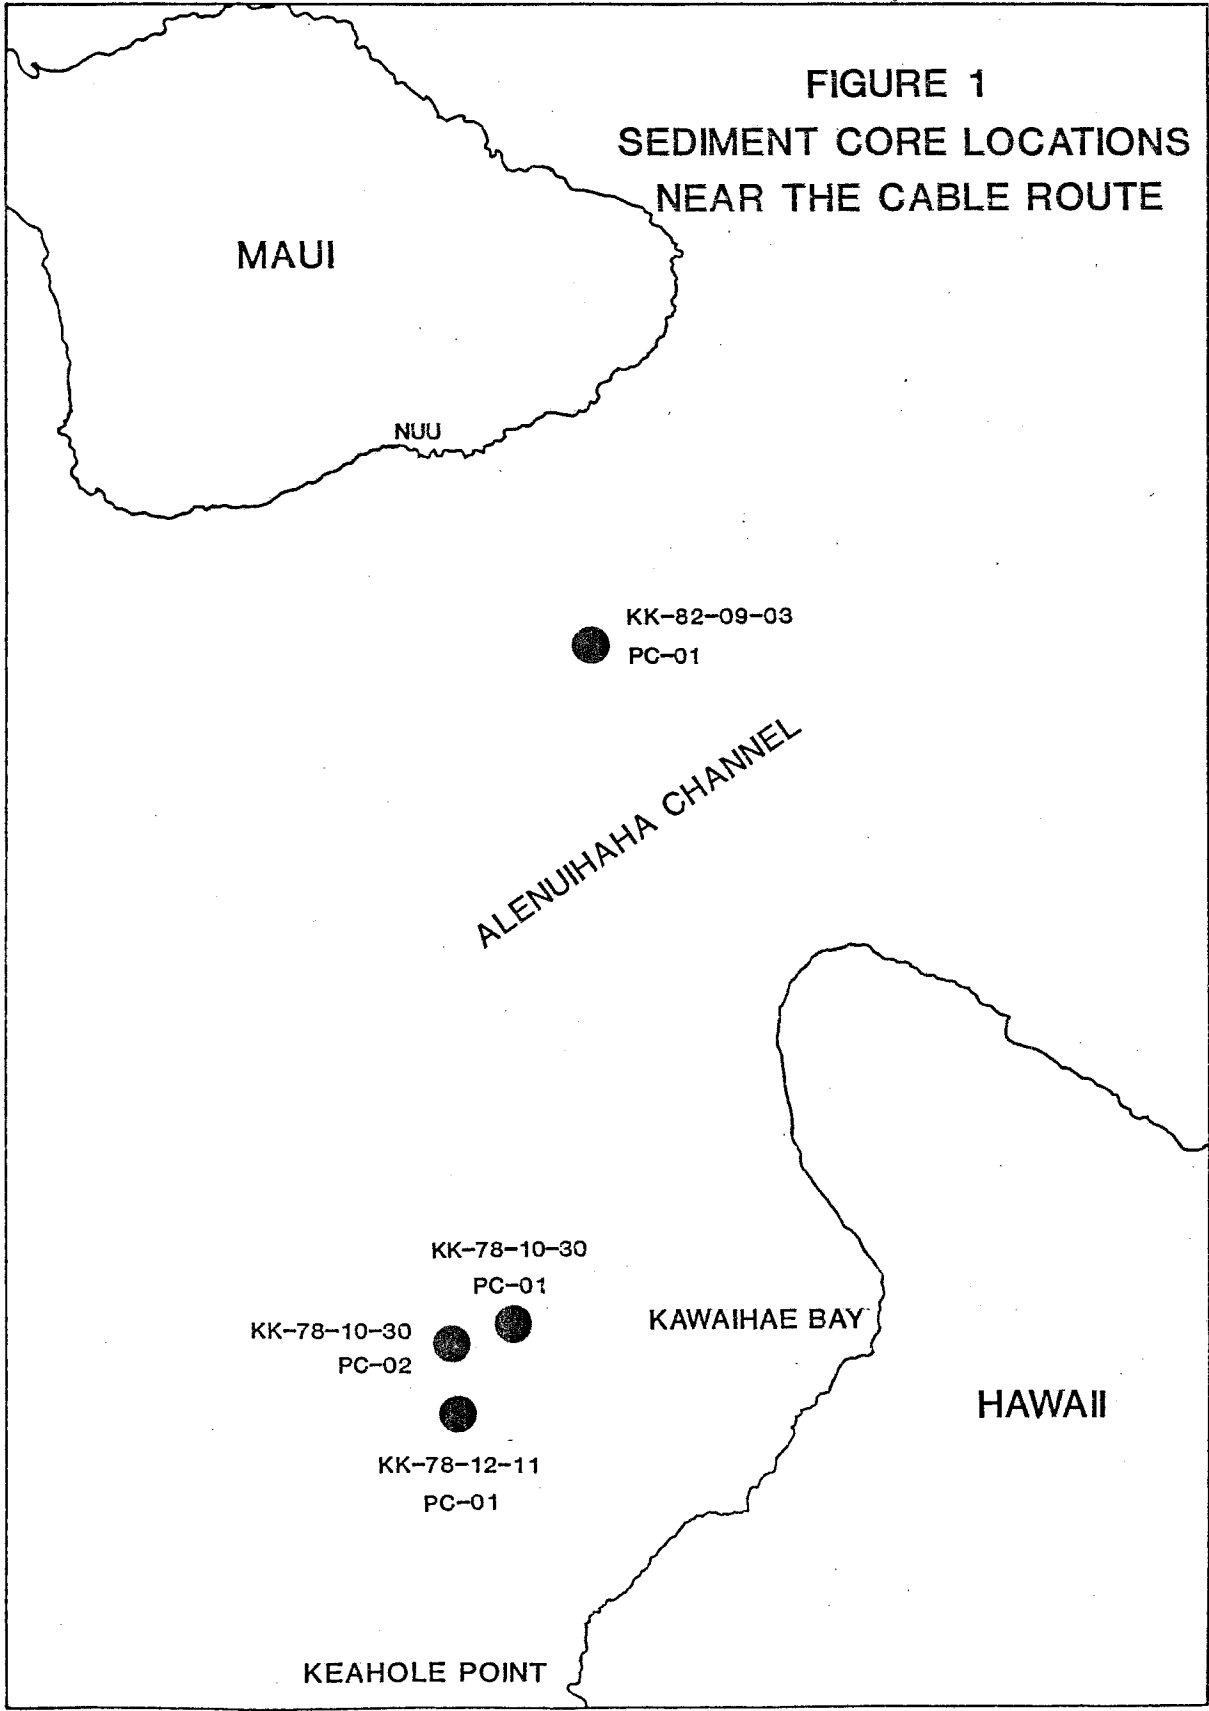 FIGURE 1
SEDIMENT CORE LOCATIONS
NEAR THE CABLE ROUTE
MAUI
NUU
KK-82-09-03
PC-01
ALENUIHAHA CHANNEL
KK-78-10-30
PC-01
KAWAIHAE BAY
KK-78-10-30
PC-02
HAWAII
KK-78-12-11
PC-01
KEAHOLE POINT